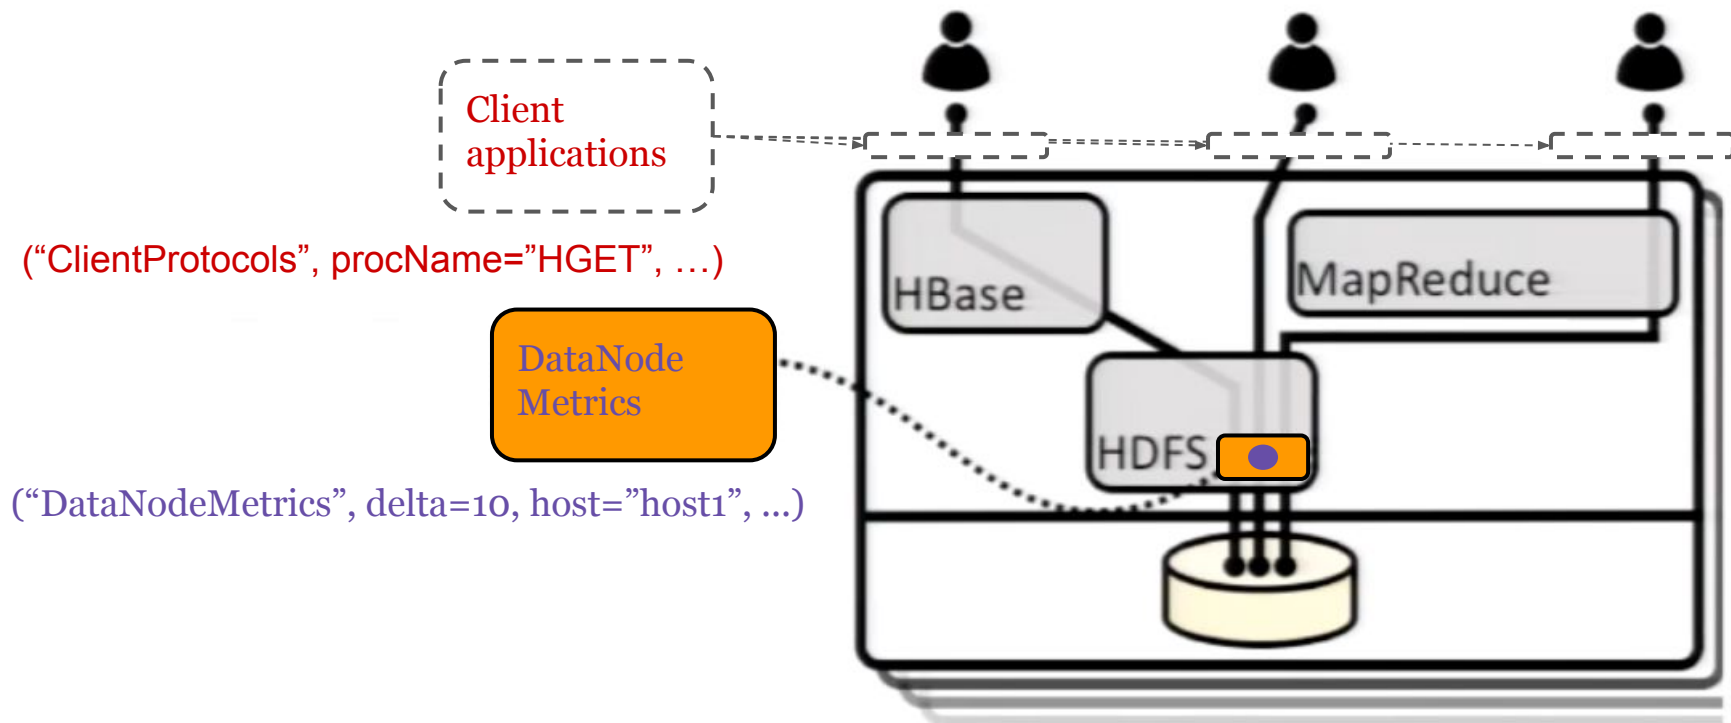 Client
applications
(“ClientProtocols”, procName=”HGET”, …)
DataNode
Metrics
(“DataNodeMetrics”, delta=10, host=”host1”, ...)
HBase
MapReduce
HDFS